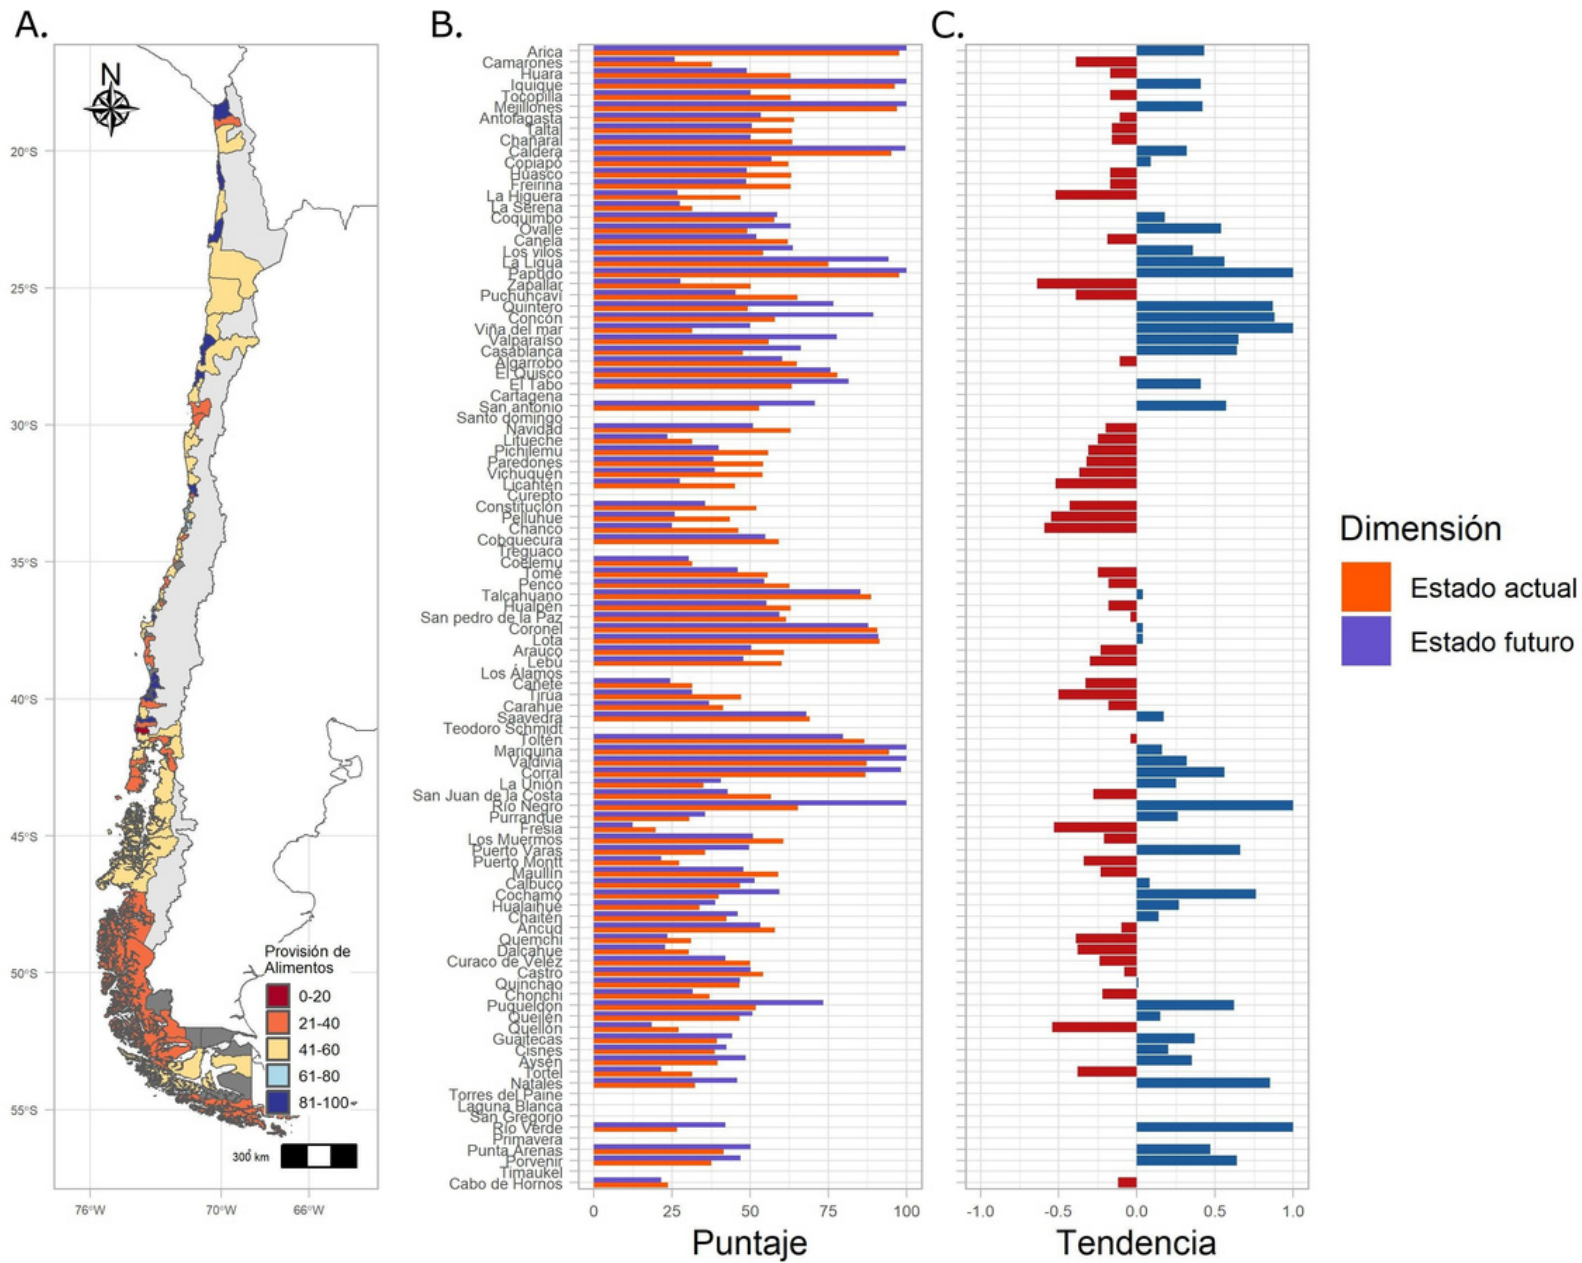 A.
N
20°S
25°S
30°S
35°S
40°S
45°S
50°S
55°S
76°W
70°W
66°W
Provisión de
Alimentos
0-20
21-40
41-60
61-80
81-100
300 km
B.
Arica
Camarones
Huara
Iquique
Tocopilla
Mejillones
Antofagasta
Taltal
Chañaral
Caldera
Copiapó
Huasco
Freirina
La Higuera
La Serena
Coquimbo
Ovalle
Canela
Los vilos
La Ligua
Papudo
Zapallar
Puchuncaví
Quintero
Concón
Viña del mar
Valparaíso
Casablanca
Algarrobo
El Quisco
El Tabo
Cartagena
San antonio
Santo domingo
Navidad
Litueche
Pichilemu
Paredones
Vichuquén
Licantén
Curepto
Constitución
Pelluhue
Chanco
Cobquecura
Treguaco
Coelemu
Tomé
Penco
Talcahuano
Hualpén
San pedro de la Paz
Coronel
Lota
Arauco
Lebu
Los Álamos
Cañete
Tirúa
Carahue
Saavedra
Teodoro Schmidt
Toltén
Mariquina
Valdivia
Corral
La Unión
San Juan de la Costa
Río Negro
Purranque
Fresia
Los Muermos
Puerto Varas
Puerto Montt
Maullín
Calbuco
Cochamó
Hualaihué
Chaitén
Ancud
Quemchi
Dalcahue
Curaco de Vélez
Castro
Quinchao
Chonchi
Puqueldón
Queilén
Quellón
Guaitecas
Cisnes
Aysén
Tortel
Natales
Torres del Paine
Laguna Blanca
San Gregorio
Río Verde
Primavera
Punta Arenas
Porvenir
Timaukel
Cabo de Hornos
0 25 50 75 100
Puntaje
C.
-1.0 -0.5 0.0 0.5 1.0
Tendencia
Dimensión
Estado actual
Estado futuro